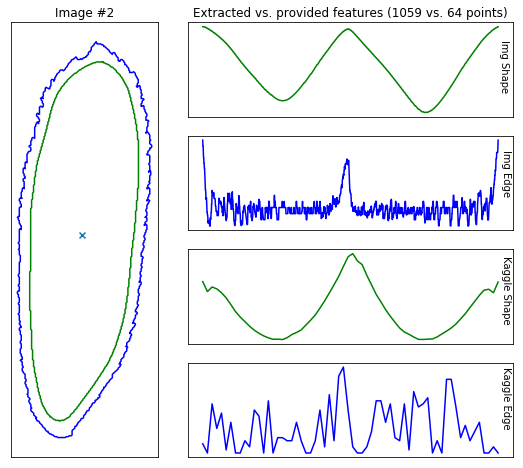 Image #2
Extracted vs. provided features (1059 vs. 64 points)
Img Shape
Img Edge
Kaggle Shape
Kaggle Edge